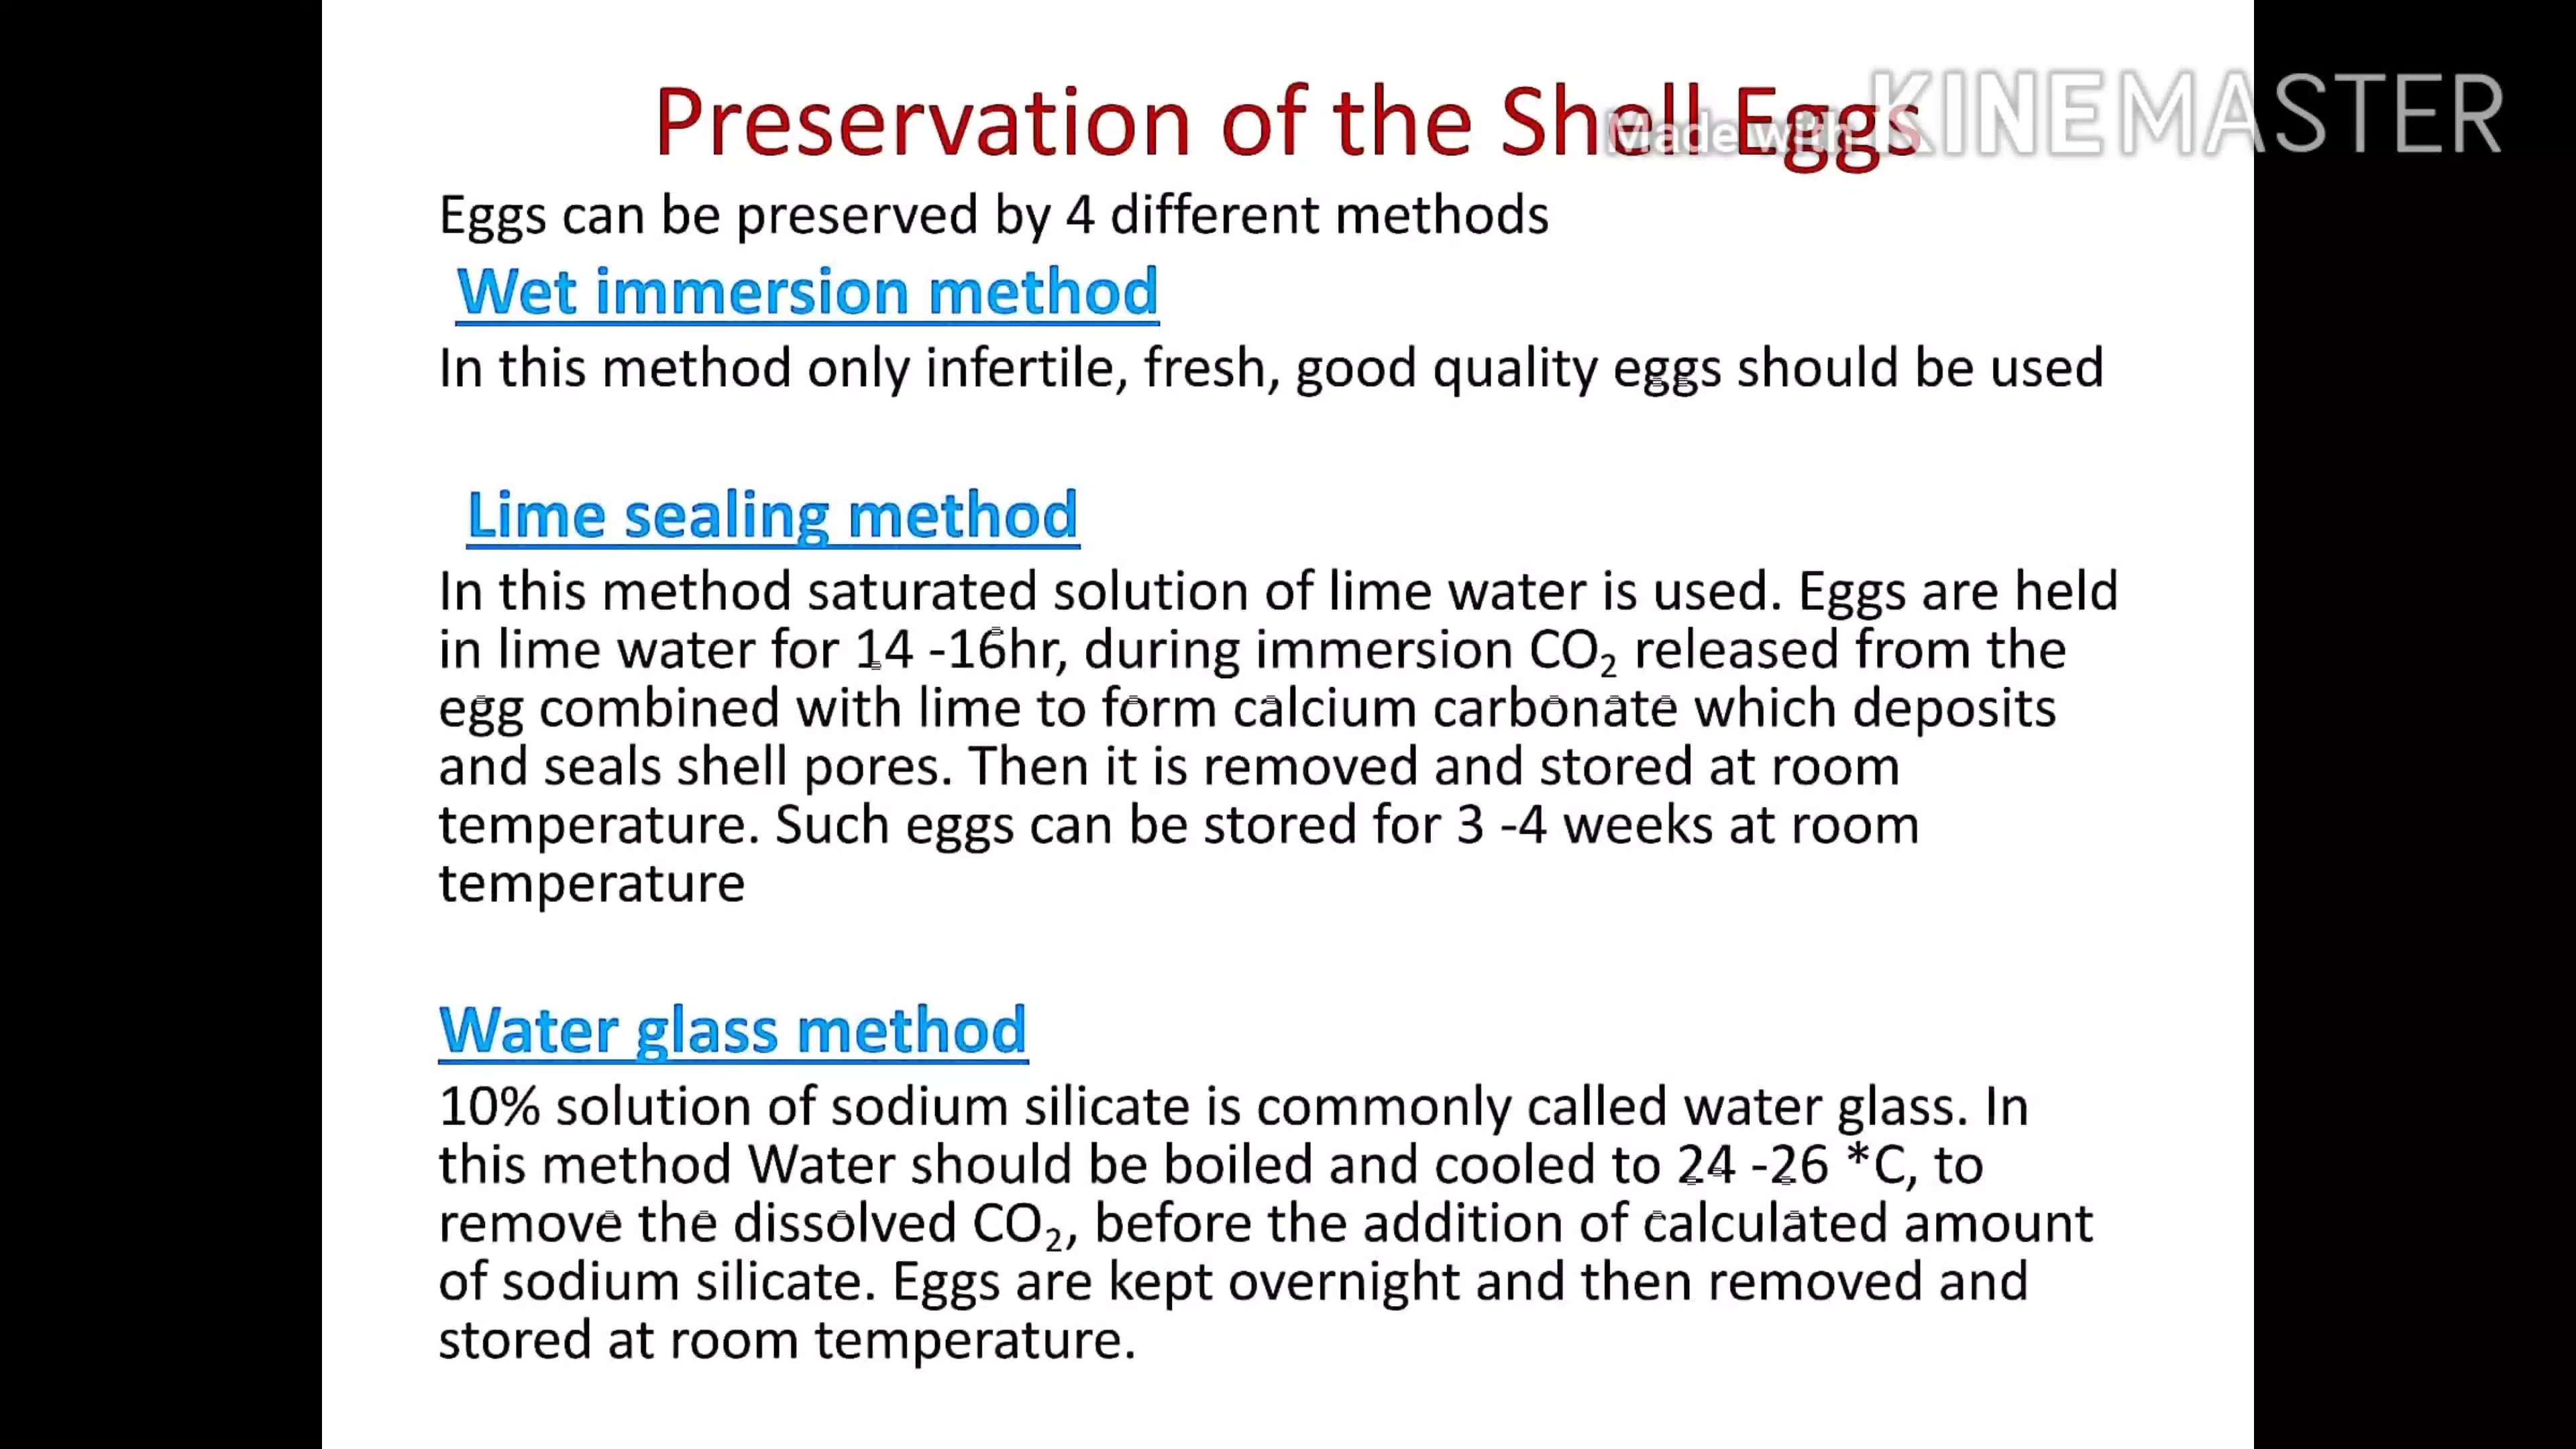 Preservation of the Shell Eggs
Made with KINEMASTER
Eggs can be preserved by 4 different methods
Wet immersion method
In this method only infertile, fresh, good quality eggs should be used
Lime sealing method
In this method saturated solution of lime water is used. Eggs are held
in lime water for 14 -16hr, during immersion CO₂ released from the
egg combined with lime to form calcium carbonate which deposits
and seals shell pores. Then it is removed and stored at room
temperature. Such eggs can be stored for 3 -4 weeks at room
temperature
Water glass method
10% solution of sodium silicate is commonly called water glass. In
this method Water should be boiled and cooled to 24 -26 *C, to
remove the dissolved CO₂, before the addition of calculated amount
of sodium silicate. Eggs are kept overnight and then removed and
stored at room temperature.